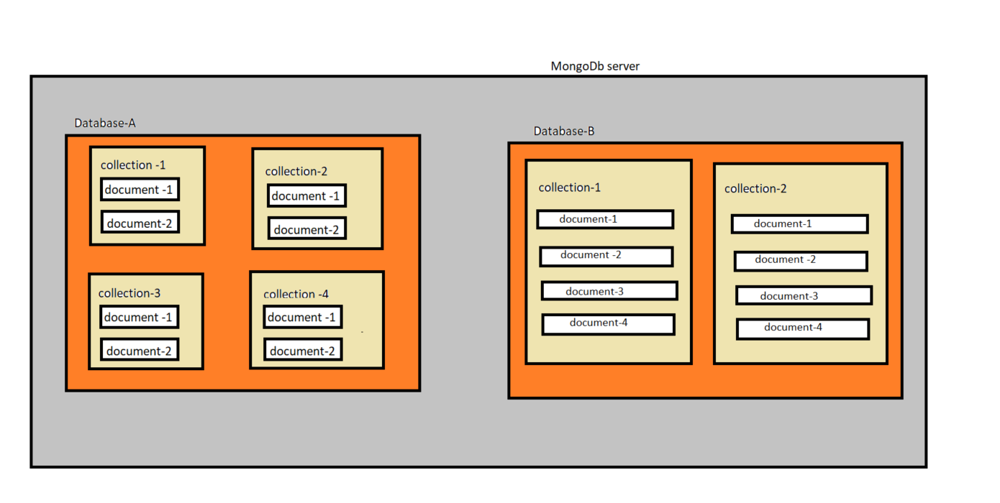 MongoDb server
Database-A
collection -1
document -1
document-2
collection-2
document -1
document-2
collection-3
document -1
document-2
collection -4
document -1
document-2
Database-B
collection-1
document-1
document -2
document-3
document-4
collection-2
document-1
document -2
document-3
document-4